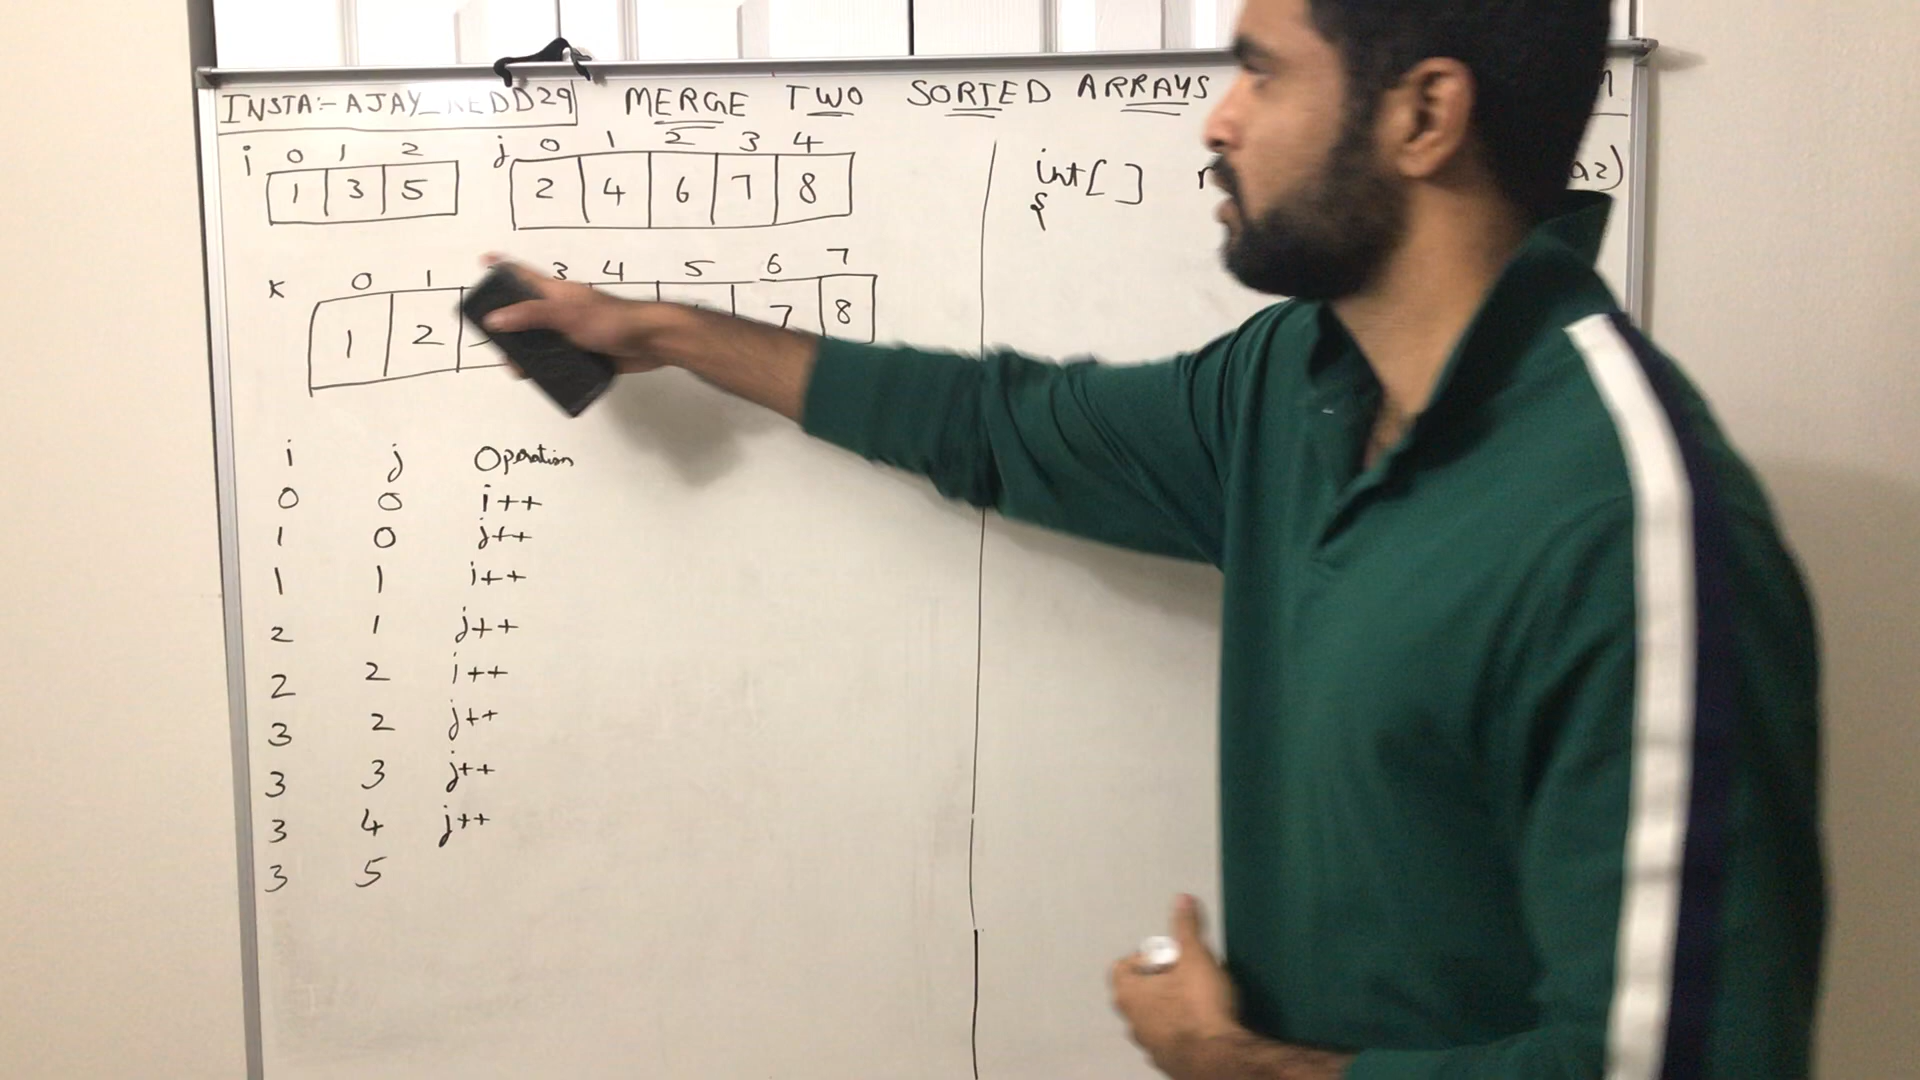 INSTA:- AJAY_REDD29 MERGE TWO SORTED ARRAYS
i 0 1 2
1 3 5
j 0 1 2 3 4
2 4 6 7 8
K 0 1 3 4 5 6 7
1 2 7 8
i j Operation
0 0 i++
1 0 j++
1 1 i++
2 1 j++
2 2 i++
3 2 j++
3 3 j++
3 4 j++
3 5
int[] a2)
{